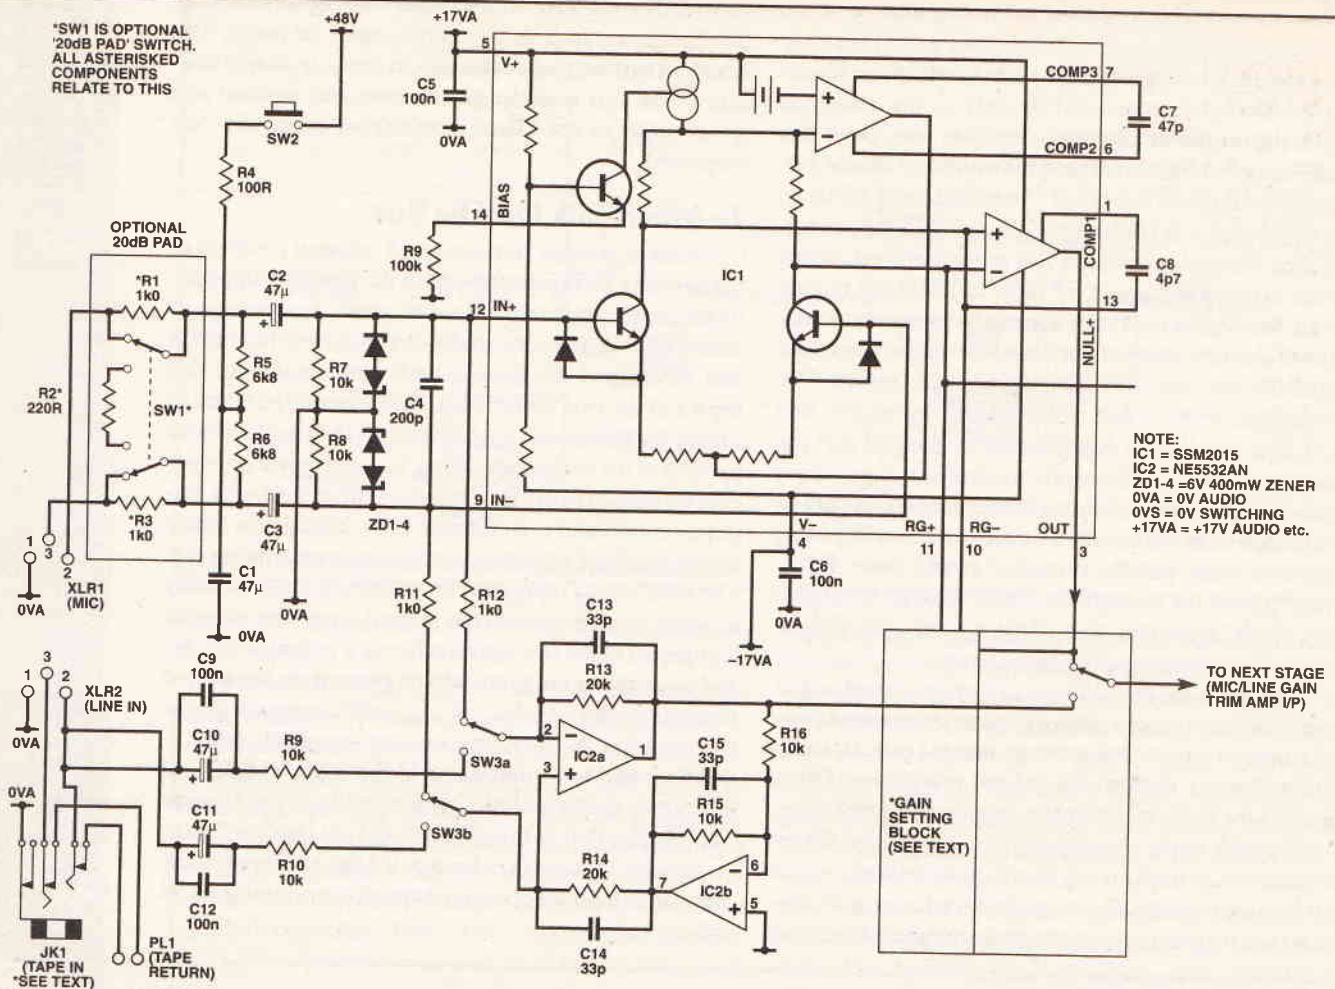 *SW1 IS OPTIONAL
'20dB PAD' SWITCH.
ALL ASTERISKED
COMPONENTS
RELATE TO THIS
+48V
+17VA
SW2
R4
100R
C5
100n
0VA
5
V+
BIAS
14
R9
100k
COMP3 7
C7
47p
COMP2 6
1
COMP1
C8
4p7
13
NULL+
IC1
OPTIONAL
20dB PAD
*R1
1k0
R2*
220R
SW1*
*R3
1k0
C2
47µ
R5
6k8
R6
6k8
R7
10k
R8
10k
C4
200p
12 IN+
9 IN–
C3
47µ
ZD1-4
C1
47µ
0VA
0VA
1
3
2
0VA
XLR1
(MIC)
V–
4
C6
100n
0VA
–17VA
RG+
11
RG–
10
OUT
3
NOTE:
IC1 = SSM2015
IC2 = NE5532AN
ZD1-4 =6V 400mW ZENER
0VA = 0V AUDIO
0VS = 0V SWITCHING
+17VA = +17V AUDIO etc.
R11
1k0
R12
1k0
C13
33p
R13
20k
2
3
IC2a
1
SW3a
SW3b
C15
33p
R15
10k
R16
10k
R14
20k
7
IC2b
6
5
C14
33p
1
3
2
XLR2
(LINE IN)
0VA
C9
100n
C10
47µ
R9
10k
C11
47µ
R10
10k
C12
100n
0VA
JK1
(TAPE IN
*SEE TEXT)
PL1
(TAPE
RETURN)
*GAIN
SETTING
BLOCK
(SEE TEXT)
TO NEXT STAGE
(MIC/LINE GAIN
TRIM AMP I/P)